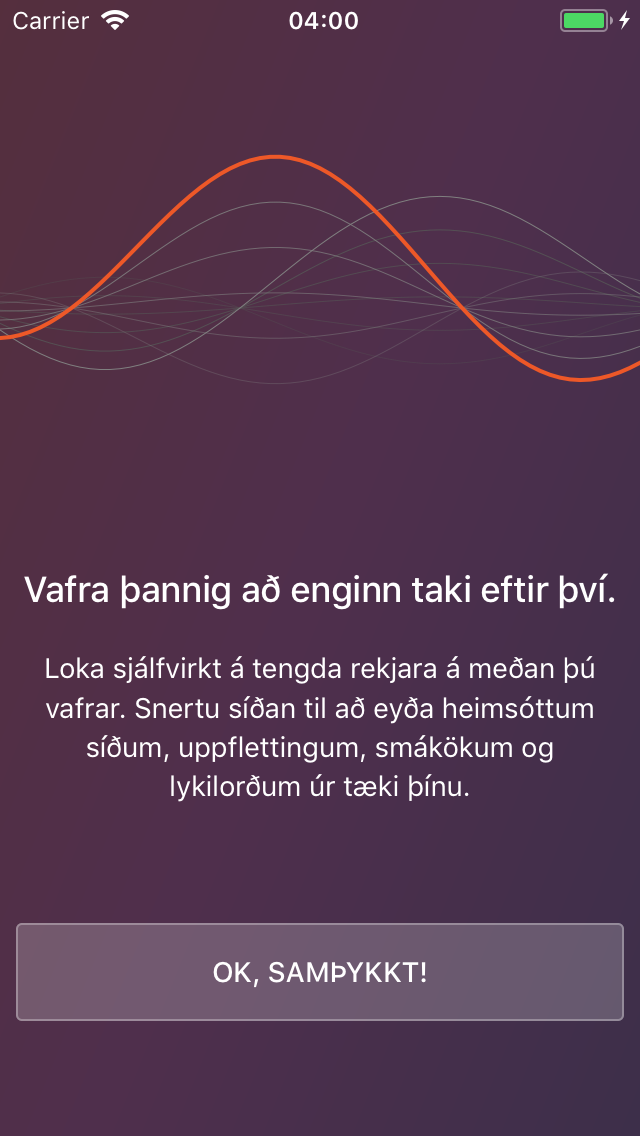 Carrier 04:00
Vafra þannig að enginn taki eftir því.
Loka sjálfvirkt á tengda rekjara á meðan þú
vafrar. Snertu síðan til að eyða heimsóttum
síðum, uppflettingum, smákökum og
lykilorðum úr tæki þínu.
OK, SAMÞYKKT!